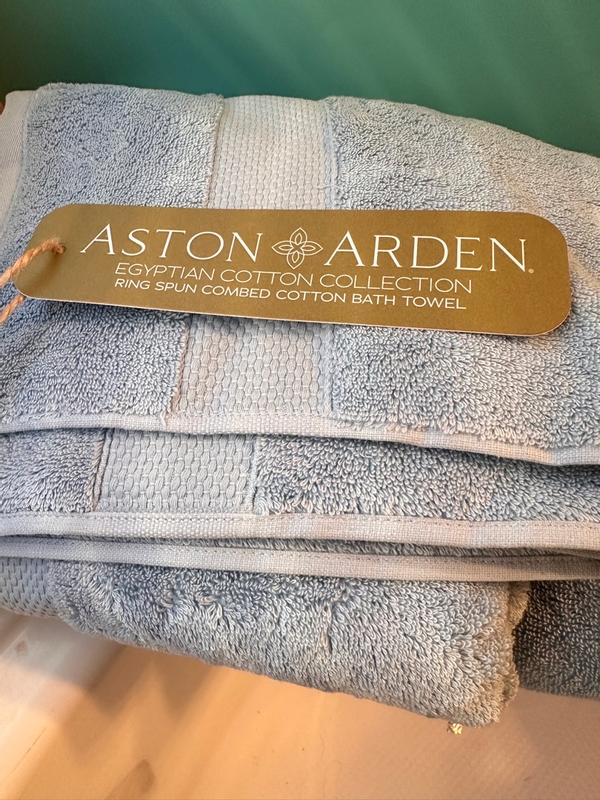 ASTON ARDEN®
EGYPTIAN COTTON COLLECTION
RING SPUN COMBED COTTON BATH TOWEL